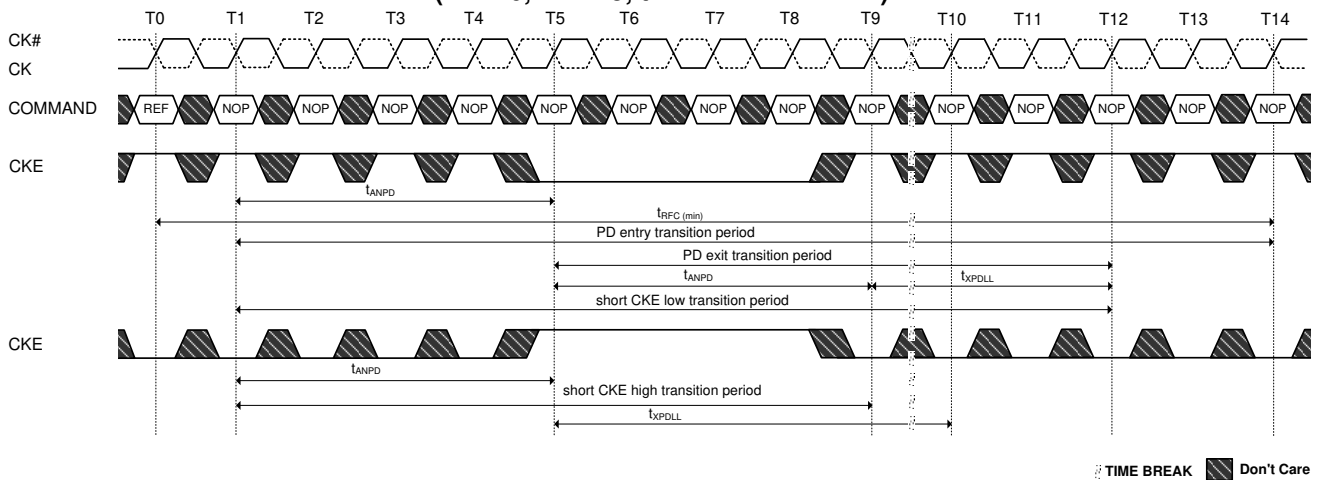 T0 T1 T2 T3 T4 T5 T6 T7 T8 T9 T10 T11 T12 T13 T14
CK#
CK
COMMAND REF NOP NOP NOP NOP NOP NOP NOP NOP NOP NOP NOP NOP NOP NOP
CKE
tANPD
tRFC (min)
PD entry transition period
PD exit transition period
tANPD tXPDLL
short CKE low transition period
CKE
tANPD
short CKE high transition period
tXPDLL
TIME BREAK Don't Care